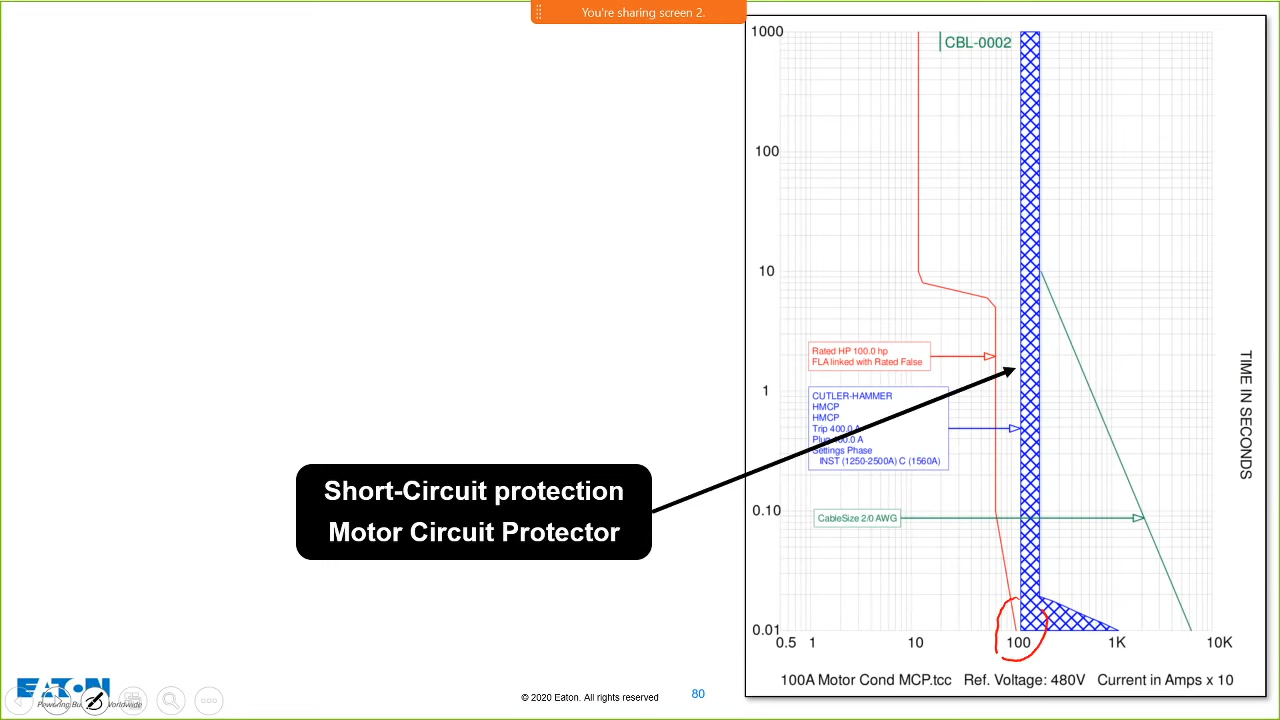 You're sharing screen 2.
1000
CBL-0002
100
10
Rated HP 100.0 hp
FLA linked with Rated False
1
CUTLER-HAMMER
HMCP
HMCP
Trip 400.0 A
Plug 400.0 A
Settings Phase
INST (1250-2500A) C (1560A)
TIME IN SECONDS
Short-Circuit protection
Motor Circuit Protector
0.10
CableSize 2/0 AWG
0.01
0.5 1 10 100 1K 10K
100A Motor Cond MCP.tcc Ref. Voltage: 480V Current in Amps x 10
EATON
© 2020 Eaton. All rights reserved
80